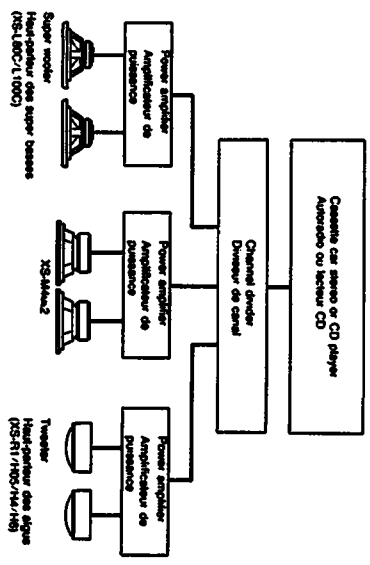 Cassette car stereo or CD player
Autoradio ou lecteur CD
Channel divider
Diviseur de canal
Power amplifier
Amplificateur de
puissance
Power amplifier
Amplificateur de
puissance
Power amplifier
Amplificateur de
puissance
Super woofer
Haut-parleur des super basses
(XS-L80C/L100C)
Tweeter
Haut-parleur des aigus
(XS-R1/H05/H4/H6)